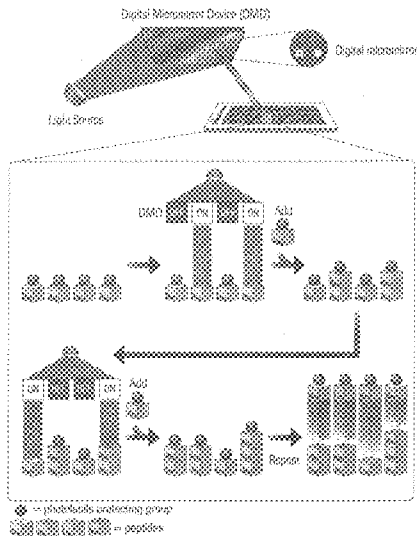 Digital Micromirror Device (DMD)
Digital micromirror
Light Source
DMD
ON
ON
Add
ON
ON
Add
Repeat
= photolabile protecting group
= peptides